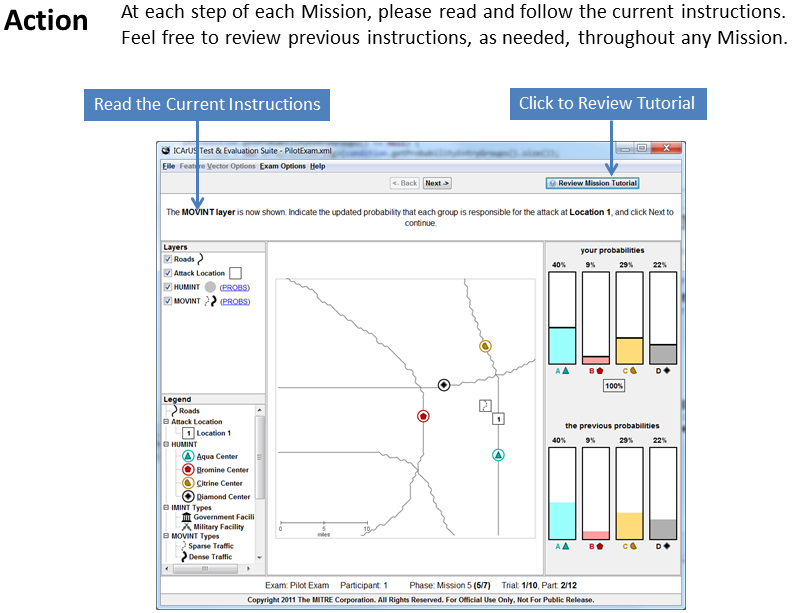 Action
At each step of each Mission, please read and follow the current instructions.
Feel free to review previous instructions, as needed, throughout any Mission.
Read the Current Instructions
Click to Review Tutorial
ICArUS Test & Evaluation Suite - PilotExam.xml
File Feature Vector Options Exam Options Help
<- Back Next -> Review Mission Tutorial
The MOVINT layer is now shown. Indicate the updated probability that each group is responsible for the attack at Location 1, and click Next to
continue.
Layers
Roads
Attack Location
HUMINT (PROBS)
MOVINT (PROBS)
Legend
Roads
Attack Location
1 Location 1
HUMINT
Aqua Center
Bromine Center
Citrine Center
Diamond Center
IMINT Types
Government Facili
Military Facility
MOVINT Types
Sparse Traffic
Dense Traffic
1
0 5 10
miles
your probabilities
40% 9% 29% 22%
A B C D
100%
the previous probabilities
40% 9% 29% 22%
A B C D
Exam: Pilot Exam Participant: 1 Phase: Mission 5 (5/7) Trial: 1/10, Part: 2/12
Copyright 2011 The MITRE Corporation. All Rights Reserved. For Official Use Only, Not For Public Release.